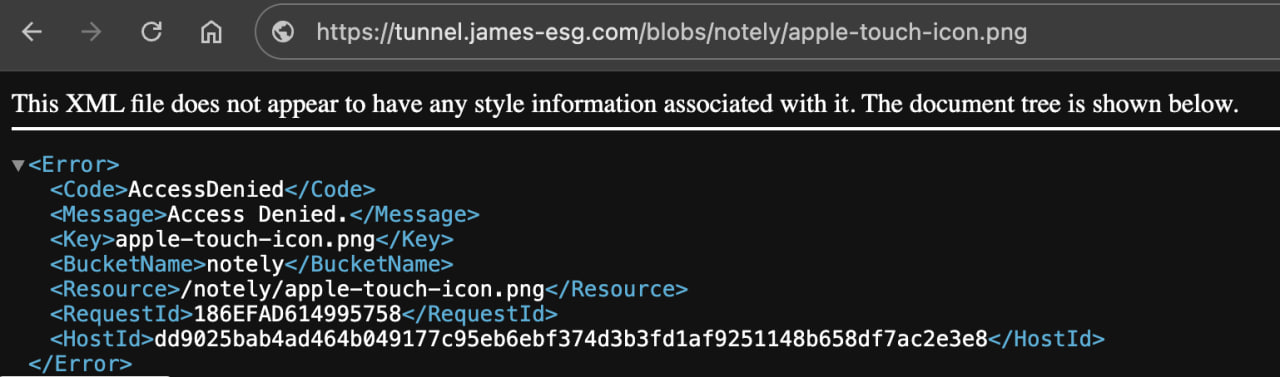 https://tunnel.james-esg.com/blobs/notely/apple-touch-icon.png
This XML file does not appear to have any style information associated with it. The document tree is shown below.
<Error>
<Code>AccessDenied</Code>
<Message>Access Denied.</Message>
<Key>apple-touch-icon.png</Key>
<BucketName>notely</BucketName>
<Resource>/notely/apple-touch-icon.png</Resource>
<RequestId>186EFAD614995758</RequestId>
<HostId>dd9025bab4ad464b049177c95eb6ebf374d3b3fd1af9251148b658df7ac2e3e8</HostId>
</Error>